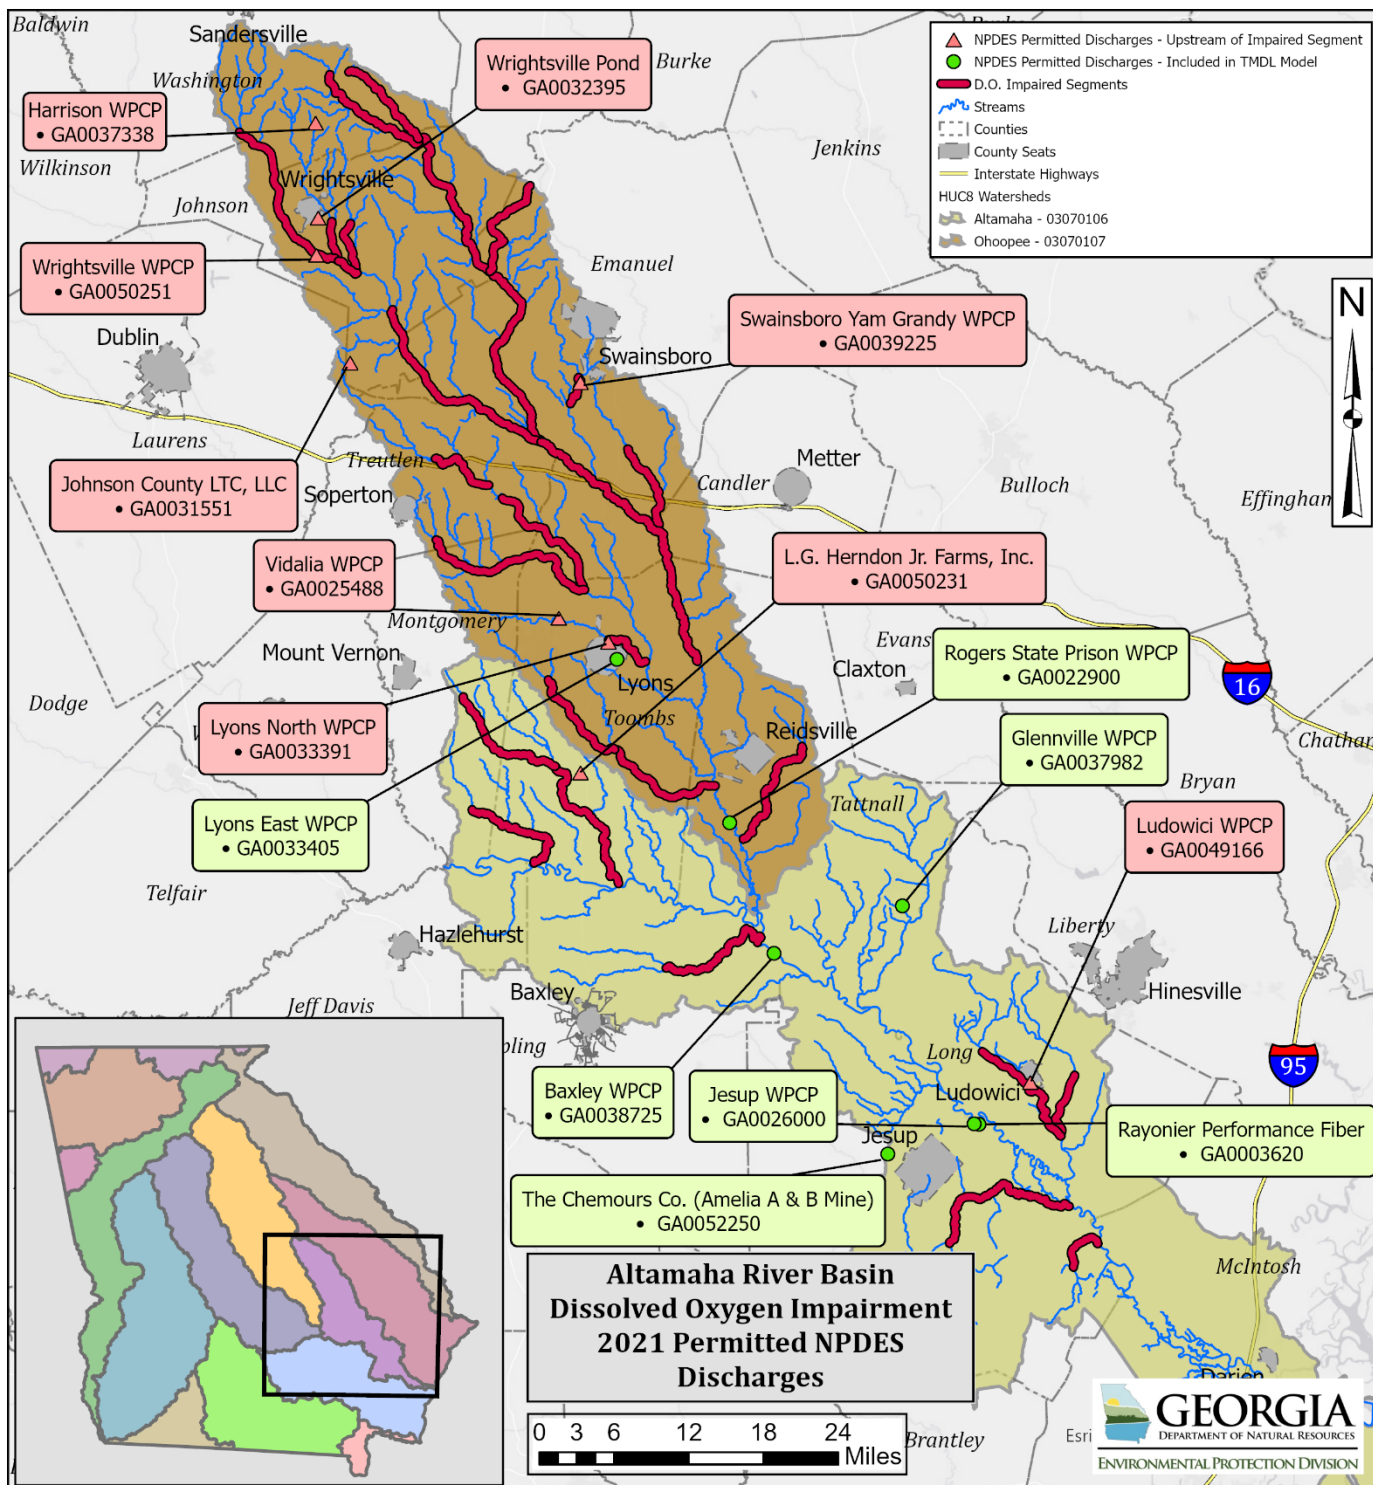 Baldwin
Sandersville
Washington
Burke
Wrightsville Pond
• GA0032395
Harrison WPCP
• GA0037338
Wilkinson
Jenkins
Wrightsville
Johnson
Wrightsville WPCP
• GA0050251
Emanuel
Dublin
Swainsboro Yam Grandy WPCP
• GA0039225
Swainsboro
Laurens
Treutlen
Metter
Candler
Bulloch
Effingham
Johnson County LTC, LLC
• GA0031551
Soperton
Vidalia WPCP
• GA0025488
L.G. Herndon Jr. Farms, Inc.
• GA0050231
Montgomery
Evans
Mount Vernon
Claxton
Rogers State Prison WPCP
• GA0022900
16
Dodge
Lyons
Toombs
Lyons North WPCP
• GA0033391
Reidsville
Glennville WPCP
• GA0037982
Chatham
Bryan
Tattnall
Lyons East WPCP
• GA0033405
Ludowici WPCP
• GA0049166
Telfair
Liberty
Hazlehurst
Hinesville
Baxley
Jeff Davis
Long
95
Baxley WPCP
• GA0038725
Jesup WPCP
• GA0026000
Ludowici
Jesup
Rayonier Performance Fiber
• GA0003620
The Chemours Co. (Amelia A & B Mine)
• GA0052250
McIntosh
Darien
Brantley
Esri
NPDES Permitted Discharges - Upstream of Impaired Segment
NPDES Permitted Discharges - Included in TMDL Model
D.O. Impaired Segments
Streams
Counties
County Seats
Interstate Highways
HUC8 Watersheds
Altamaha - 03070106
Ohoopee - 03070107
N
Altamaha River Basin
Dissolved Oxygen Impairment
2021 Permitted NPDES
Discharges
0 3 6 12 18 24
Miles
GEORGIA
DEPARTMENT OF NATURAL RESOURCES
ENVIRONMENTAL PROTECTION DIVISION